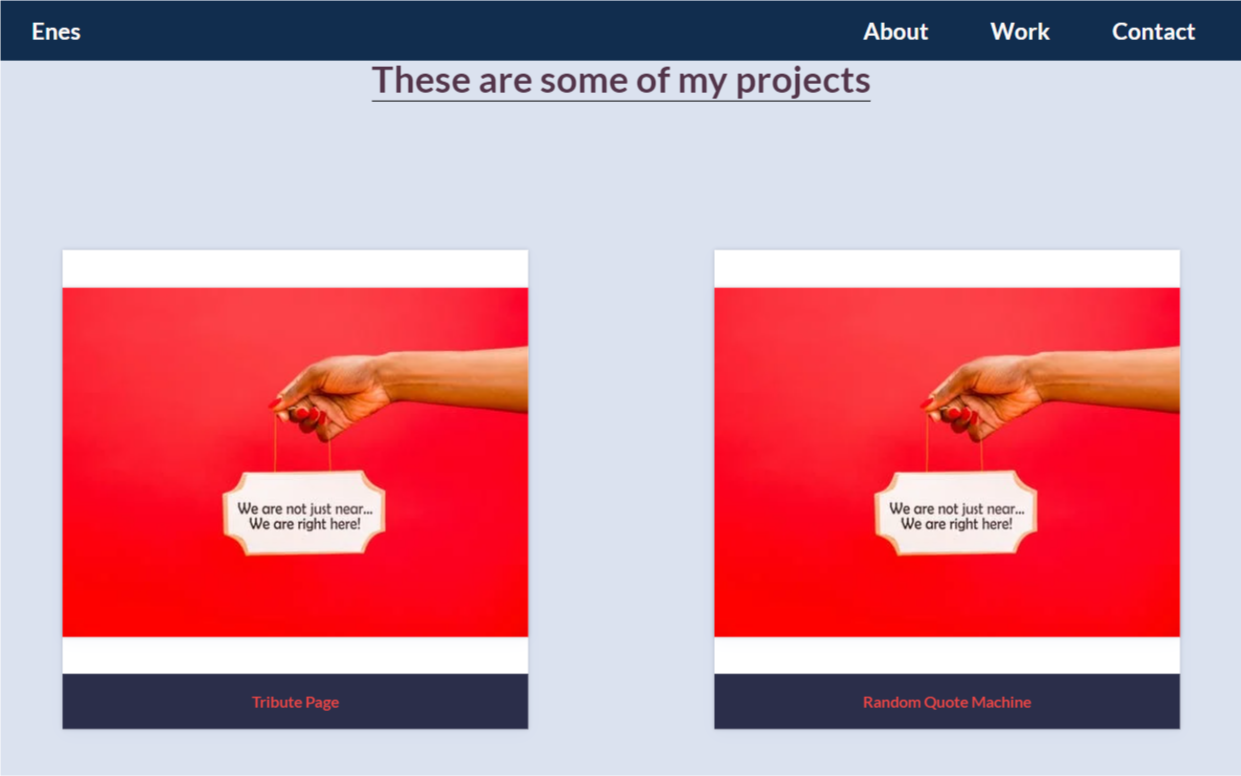 Enes About Work Contact
These are some of my projects
We are not just near...
We are right here!
We are not just near...
We are right here!
Tribute Page
Random Quote Machine